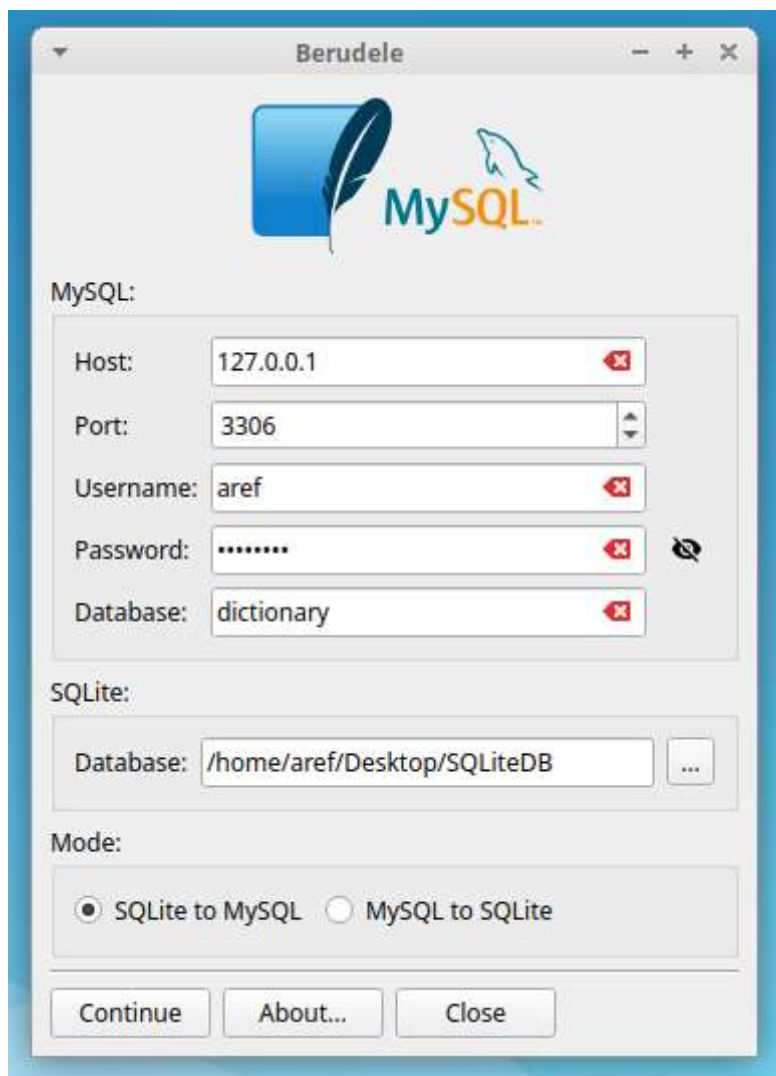 Berudele
MySQL™
MySQL:
Host: 127.0.0.1
Port: 3306
Username: aref
Password: ••••••••
Database: dictionary
SQLite:
Database: /home/aref/Desktop/SQLiteDB ...
Mode:
SQLite to MySQL MySQL to SQLite
Continue About... Close